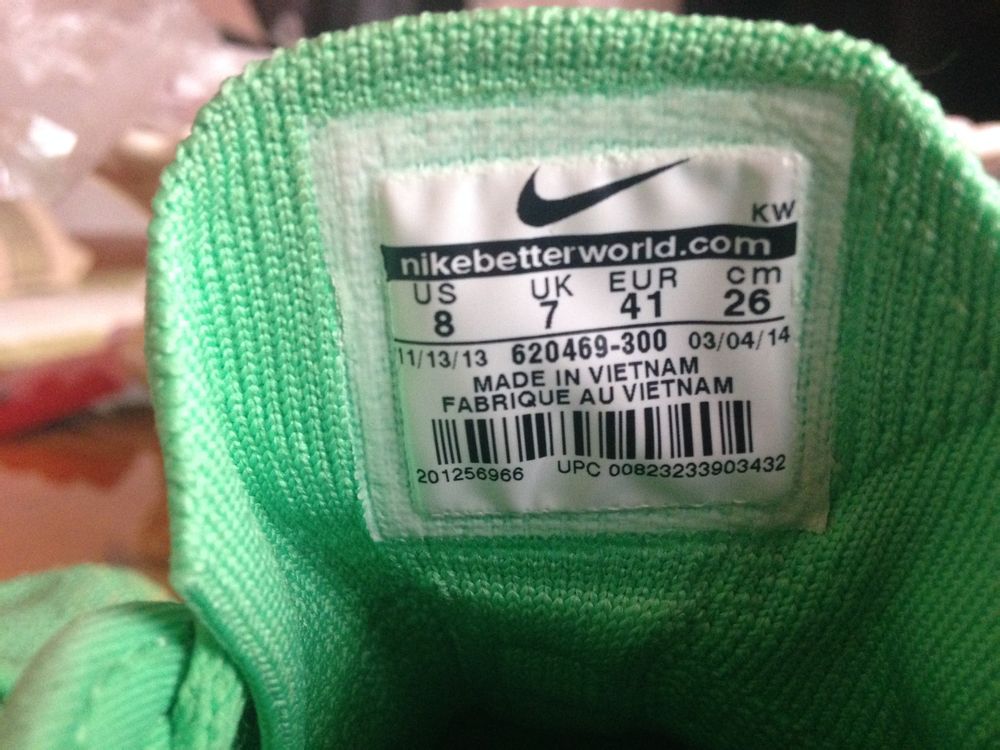 KW
nikebetterworld.com
US UK EUR cm
8 7 41 26
11/13/13 620469-300 03/04/14
MADE IN VIETNAM
FABRIQUE AU VIETNAM
201256966 UPC 00823233903432